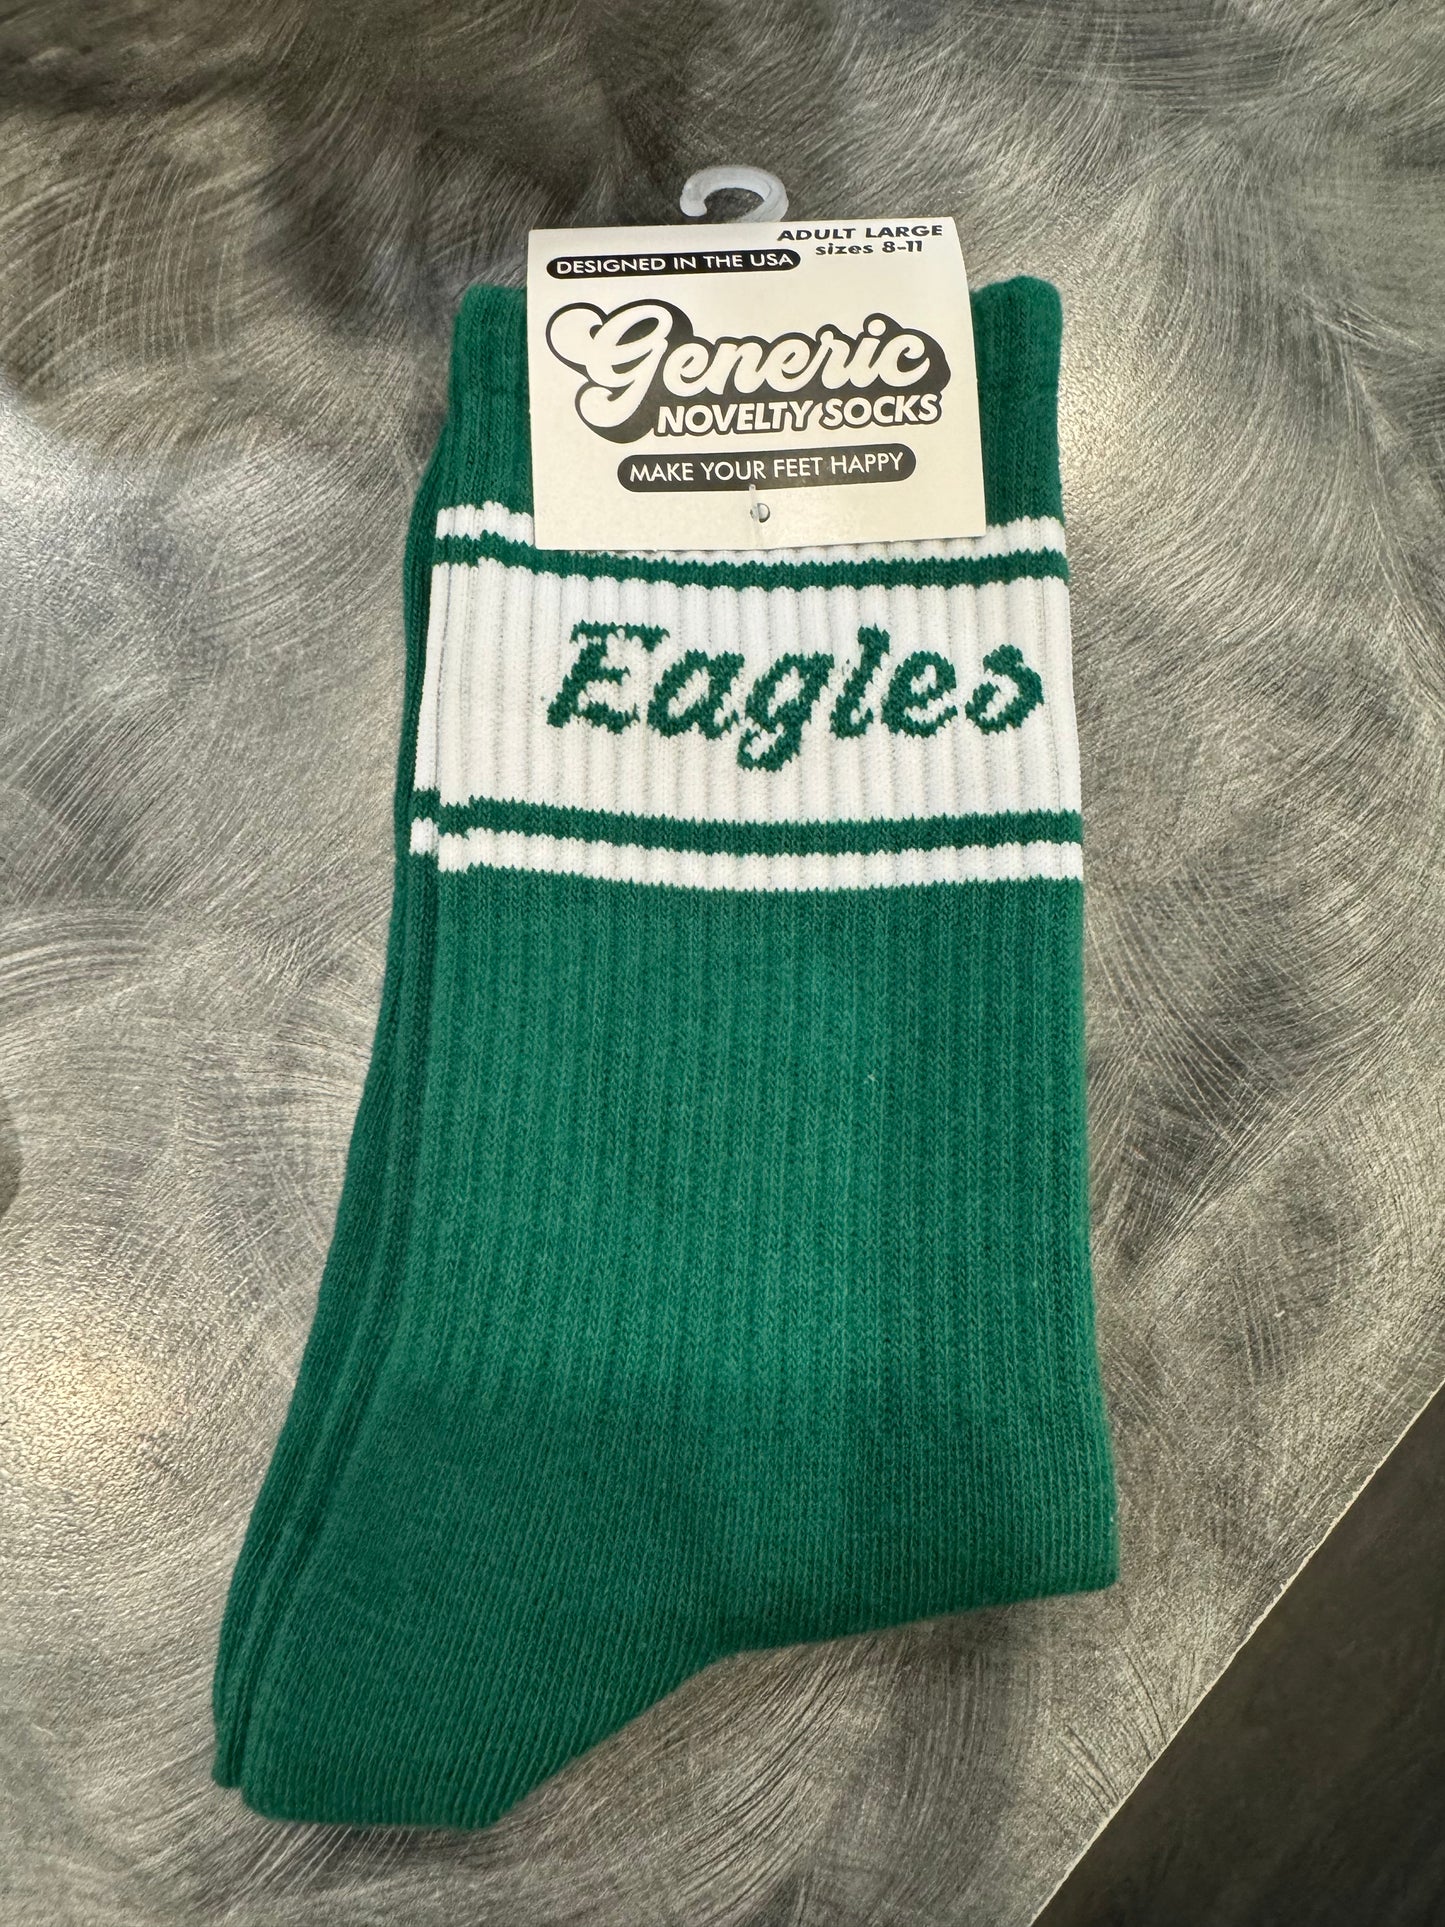 ADULT LARGE
sizes 8-11
DESIGNED IN THE USA
Generic
NOVELTY SOCKS
MAKE YOUR FEET HAPPY
Eagles